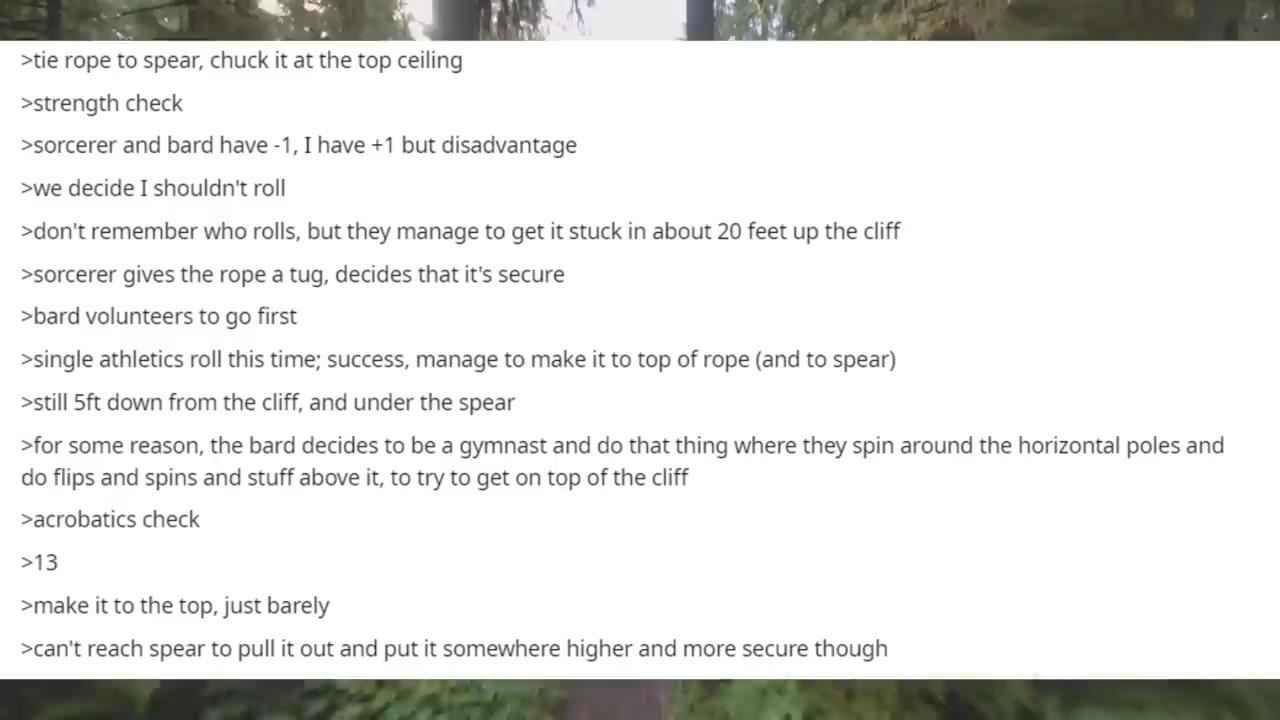 >tie rope to spear, chuck it at the top ceiling
>strength check
>sorcerer and bard have -1, I have +1 but disadvantage
>we decide I shouldn't roll
>don't remember who rolls, but they manage to get it stuck in about 20 feet up the cliff
>sorcerer gives the rope a tug, decides that it's secure
>bard volunteers to go first
>single athletics roll this time; success, manage to make it to top of rope (and to spear)
>still 5ft down from the cliff, and under the spear
>for some reason, the bard decides to be a gymnast and do that thing where they spin around the horizontal poles and
do flips and spins and stuff above it, to try to get on top of the cliff
>acrobatics check
>13
>make it to the top, just barely
>can't reach spear to pull it out and put it somewhere higher and more secure though